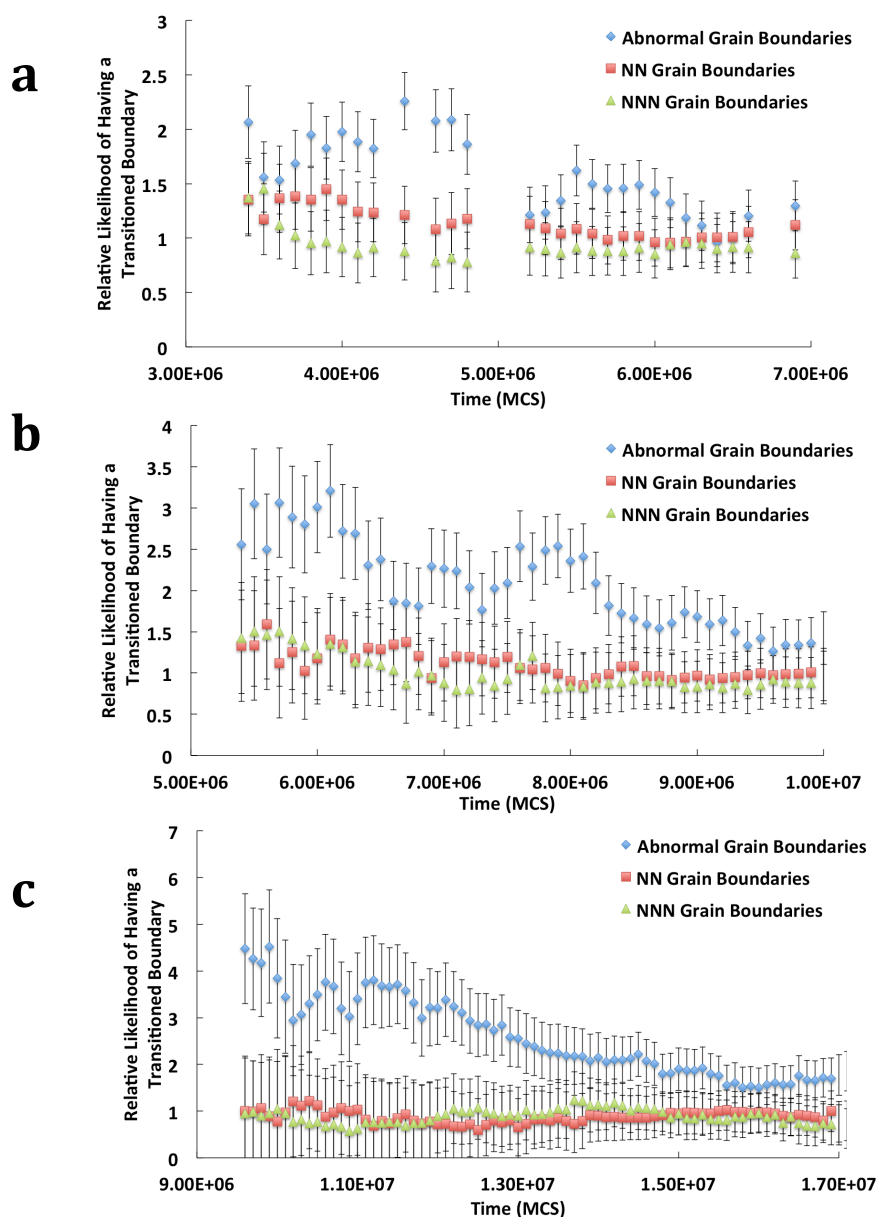 a
Relative Likelihood of Having a
Transitioned Boundary
3
2.5
2
1.5
1
0.5
0
Abnormal Grain Boundaries
NN Grain Boundaries
NNN Grain Boundaries
3.00E+06 4.00E+06 5.00E+06 6.00E+06 7.00E+06
Time (MCS)
b
Relative Likelihood of Having a
Transitioned Boundary
4
3.5
3
2.5
2
1.5
1
0.5
0
Abnormal Grain Boundaries
NN Grain Boundaries
NNN Grain Boundaries
5.00E+06 6.00E+06 7.00E+06 8.00E+06 9.00E+06 1.00E+07
Time (MCS)
c
Relative Likelihood of Having a
Transitioned Boundary
7
6
5
4
3
2
1
0
Abnormal Grain Boundaries
NN Grain Boundaries
NNN Grain Boundaries
9.00E+06 1.10E+07 1.30E+07 1.50E+07 1.70E+07
Time (MCS)